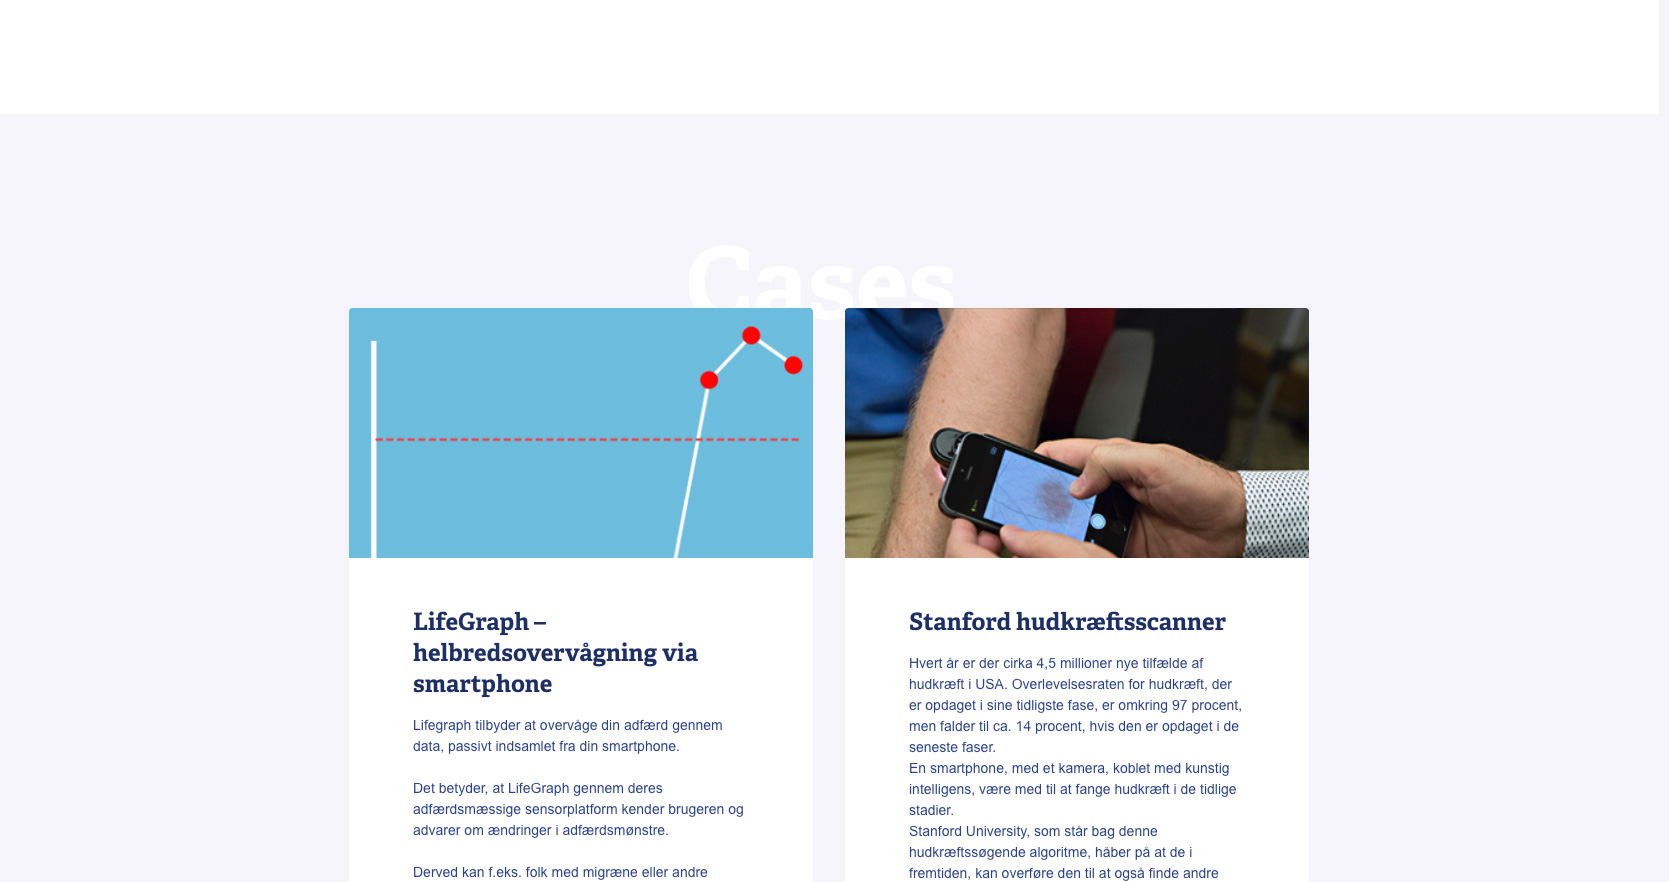 Cases
LifeGraph –
helbredsovervågning via
smartphone
Lifegraph tilbyder at overvåge din adfærd gennem
data, passivt indsamlet fra din smartphone.
Det betyder, at LifeGraph gennem deres
adfærdsmæssige sensorplatform kender brugeren og
advarer om ændringer i adfærdsmønstre.
Derved kan f.eks. folk med migræne eller andre
Stanford hudkræftsscanner
Hvert år er der cirka 4,5 millioner nye tilfælde af
hudkræft i USA. Overlevelsesraten for hudkræft, der
er opdaget i sine tidligste fase, er omkring 97 procent,
men falder til ca. 14 procent, hvis den er opdaget i de
seneste faser.
En smartphone, med et kamera, koblet med kunstig
intelligens, være med til at fange hudkræft i de tidlige
stadier.
Stanford University, som står bag denne
hudkræftssøgende algoritme, håber på at de i
fremtiden, kan overføre den til at også finde andre